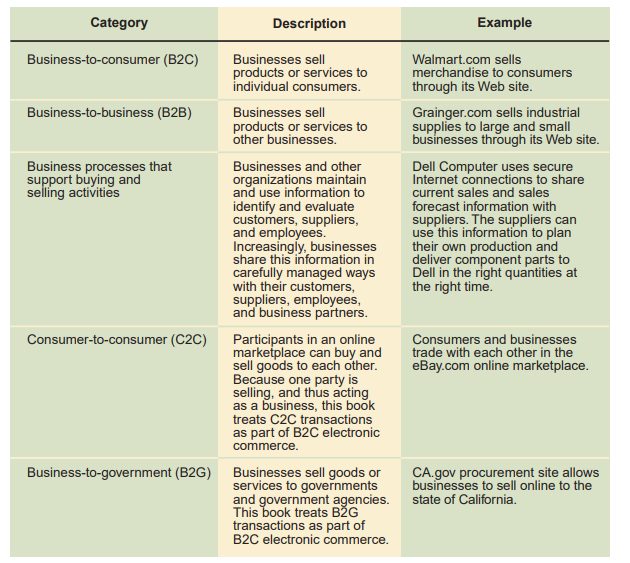 Category
Description
Example
Business-to-consumer (B2C)
Businesses sell
products or services to
individual consumers.
Walmart.com sells
merchandise to consumers
through its Web site.
Business-to-business (B2B)
Businesses sell
products or services to
other businesses.
Grainger.com sells industrial
supplies to large and small
businesses through its Web site.
Business processes that
support buying and
selling activities
Businesses and other
organizations maintain
and use information to
identify and evaluate
customers, suppliers,
and employees.
Increasingly, businesses
share this information in
carefully managed ways
with their customers,
suppliers, employees,
and business partners.
Dell Computer uses secure
Internet connections to share
current sales and sales
forecast information with
suppliers. The suppliers can
use this information to plan
their own production and
deliver component parts to
Dell in the right quantities at
the right time.
Consumer-to-consumer (C2C)
Participants in an online
marketplace can buy and
sell goods to each other.
Because one party is
selling, and thus acting
as a business, this book
treats C2C transactions
as part of B2C electronic
commerce.
Consumers and businesses
trade with each other in the
eBay.com online marketplace.
Business-to-government (B2G)
Businesses sell goods or
services to governments
and government agencies.
This book treats B2G
transactions as part of
B2C electronic commerce.
CA.gov procurement site allows
businesses to sell online to the
state of California.